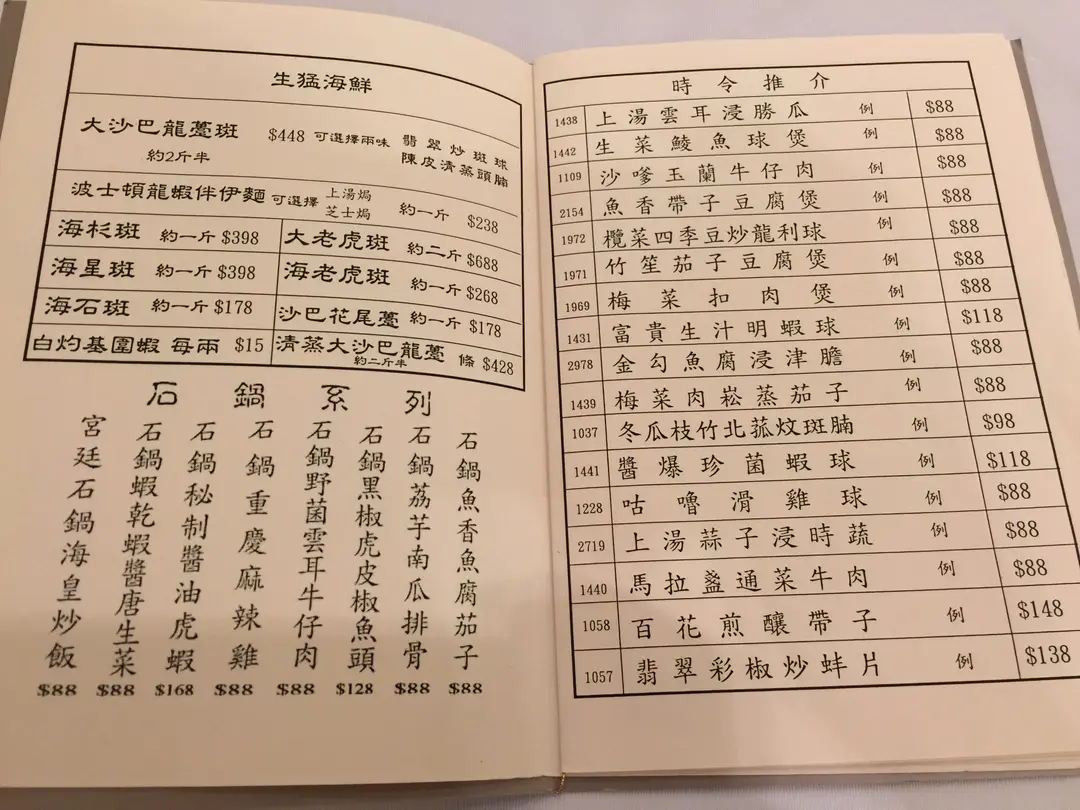 生猛海鮮
大沙巴龍躉斑 $448 可選擇兩味 翡翠炒斑球
約2斤半 陳皮清蒸頭腩
波士頓龍蝦伴伊麵 可選擇 上湯焗 約一斤 $238
芝士焗
海杉斑 約一斤 $398 大老虎斑 約二斤 $688
海星斑 約一斤 $398 海老虎斑 約一斤 $268
海石斑 約一斤 $178 沙巴花尾躉 約一斤 $178
白灼基圍蝦 每兩 $15 清蒸大沙巴龍躉 條 $428
約二斤半
石鍋系列
石鍋魚香魚腐茄子 $88
石鍋荔芋南瓜排骨 $88
石鍋黑椒虎皮椒魚頭 $128
石鍋野菌雲耳牛仔肉 $88
石鍋重慶麻辣雞 $88
石鍋秘制醬油虎蝦 $168
石鍋蝦乾蝦醬唐生菜 $88
宮廷石鍋海皇炒飯 $88
時令推介
1438 上湯雲耳浸勝瓜 例 $88
1442 生菜鯪魚球煲 例 $88
1109 沙嗲玉蘭牛仔肉 例 $88
2154 魚香帶子豆腐煲 例 $88
1972 欖菜四季豆炒龍利球 例 $88
1971 竹笙茄子豆腐煲 例 $88
1969 梅菜扣肉煲 例 $88
1431 富貴生汁明蝦球 例 $118
2978 金勾魚腐浸津膽 例 $88
1439 梅菜肉崧蒸茄子 例 $88
1037 冬瓜枝竹北菰炆斑腩 例 $98
1441 醬爆珍菌蝦球 例 $118
1228 咕嚕滑雞球 例 $88
2719 上湯蒜子浸時蔬 例 $88
1440 馬拉盞通菜牛肉 例 $88
1058 百花煎釀帶子 例 $148
1057 翡翠彩椒炒蚌片 例 $138